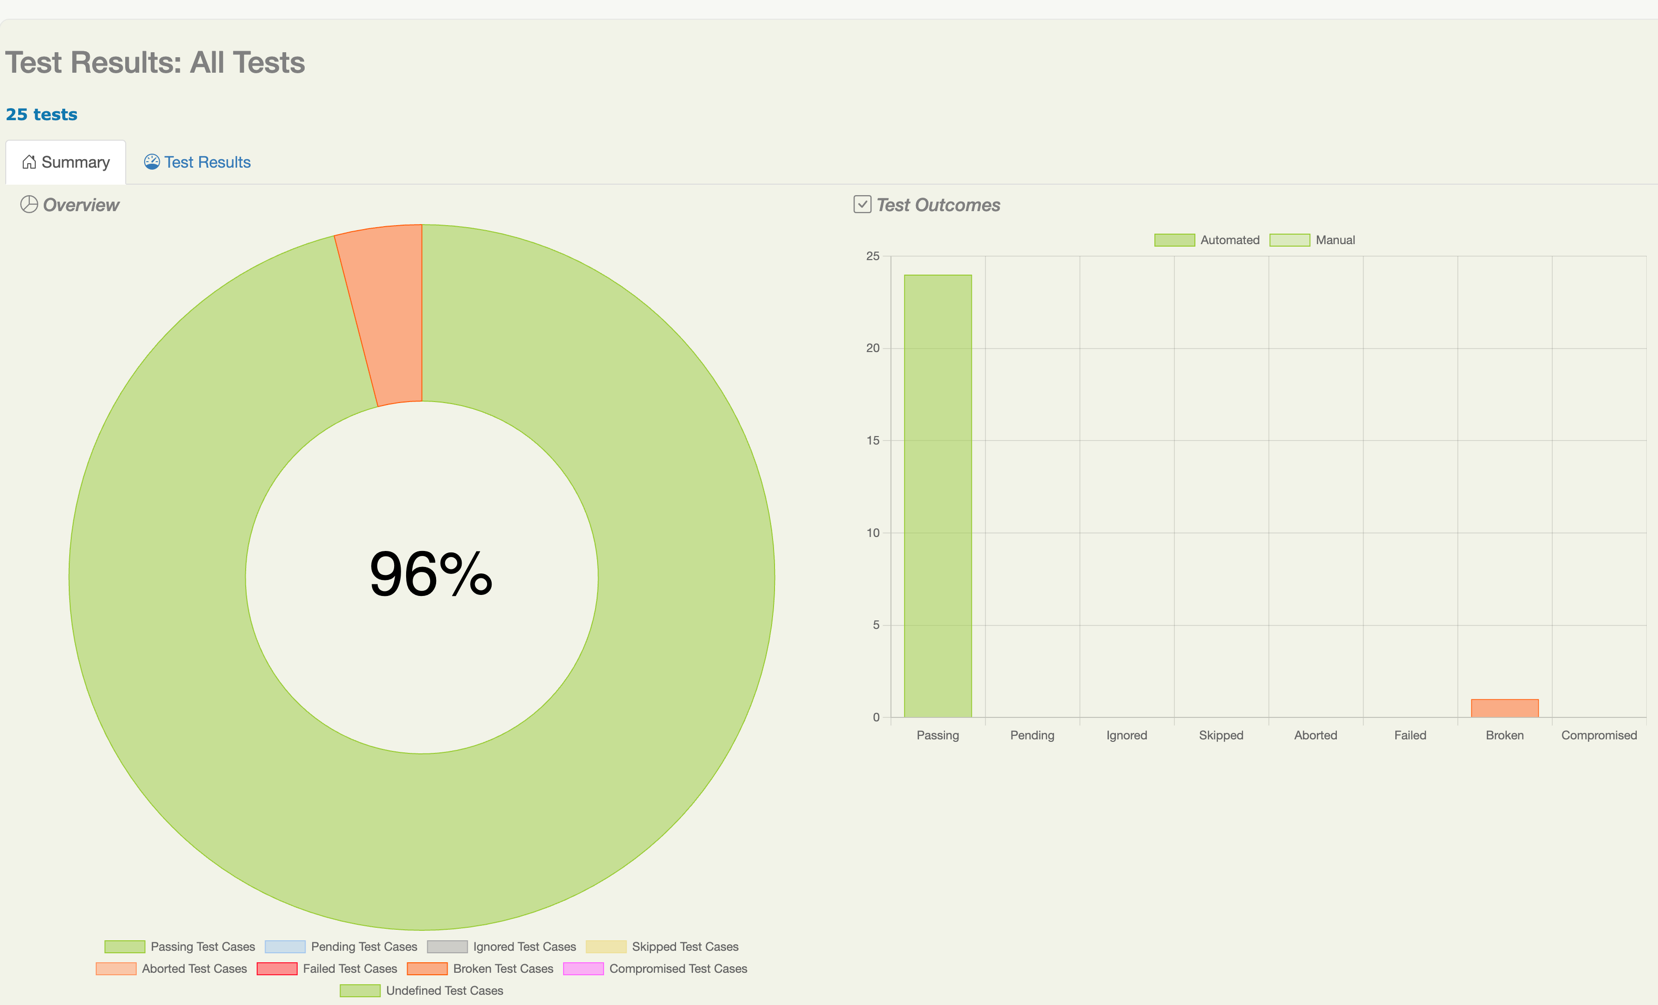 Test Results: All Tests
25 tests
Summary
Test Results
Overview
96%
Passing Test Cases Pending Test Cases Ignored Test Cases Skipped Test Cases
Aborted Test Cases Failed Test Cases Broken Test Cases Compromised Test Cases
Undefined Test Cases
Test Outcomes
Automated Manual
25
20
15
10
5
0
Passing Pending Ignored Skipped Aborted Failed Broken Compromised